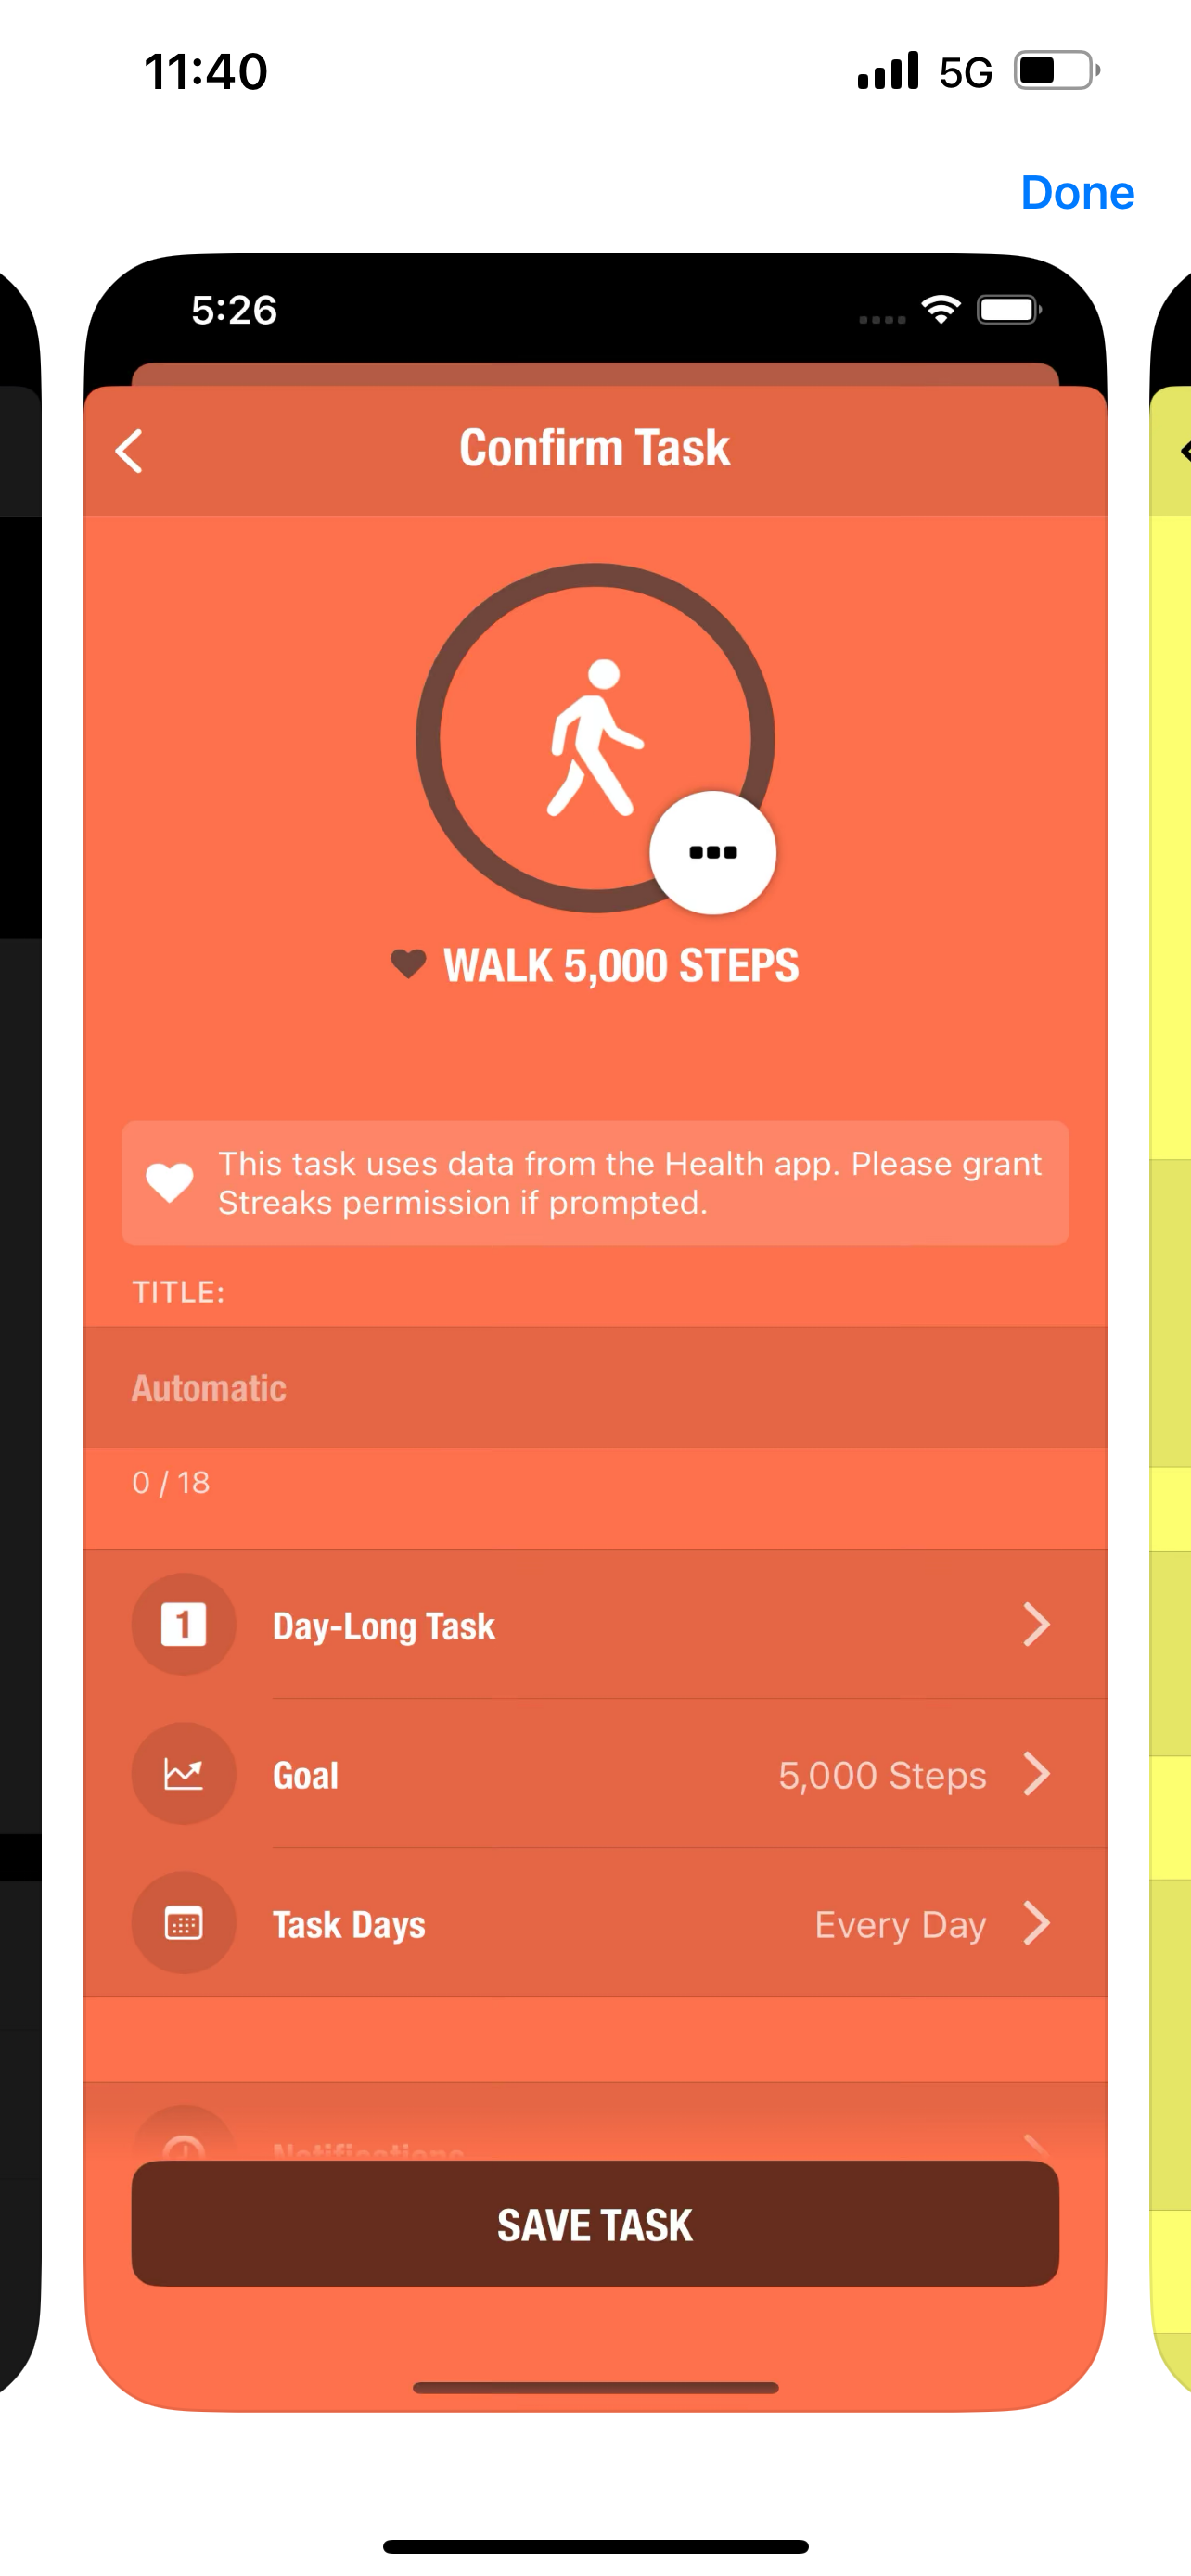 11:40
5G
Done
5:26
Confirm Task
WALK 5,000 STEPS
This task uses data from the Health app. Please grant
Streaks permission if prompted.
TITLE:
Automatic
0 / 18
1
Day-Long Task
Goal
5,000 Steps
Task Days
Every Day
Notifications
SAVE TASK